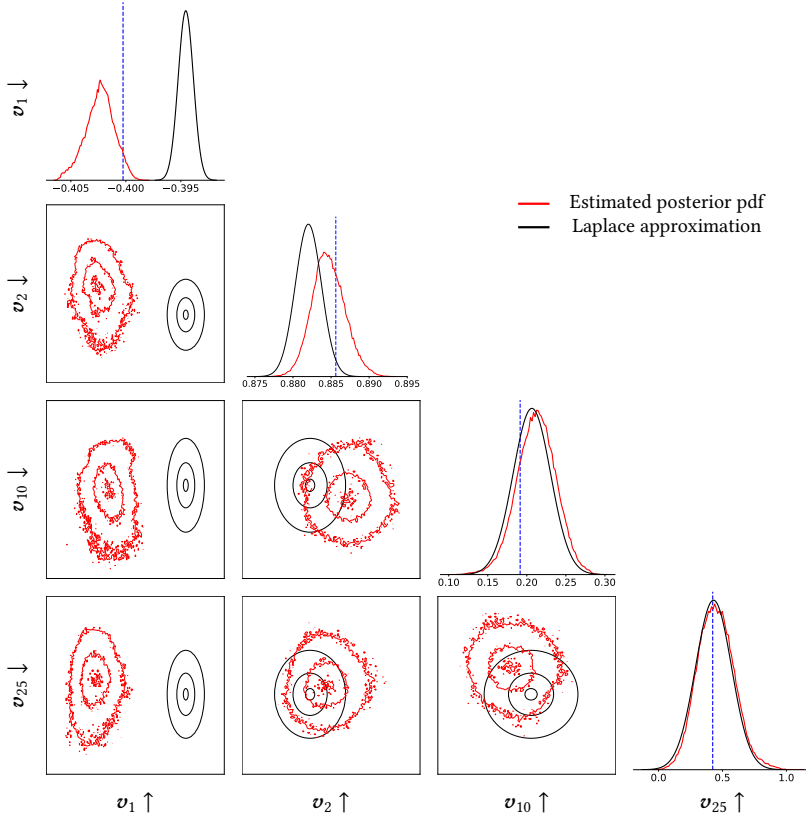 v₁ ↑
−0.405 −0.400 −0.395
Estimated posterior pdf
Laplace approximation
v₂ ↑
0.875 0.880 0.885 0.890 0.895
v₁₀ ↑
0.10 0.15 0.20 0.25 0.30
v₂₅ ↑
0.0 0.5 1.0
v₁ ↑ v₂ ↑ v₁₀ ↑ v₂₅ ↑